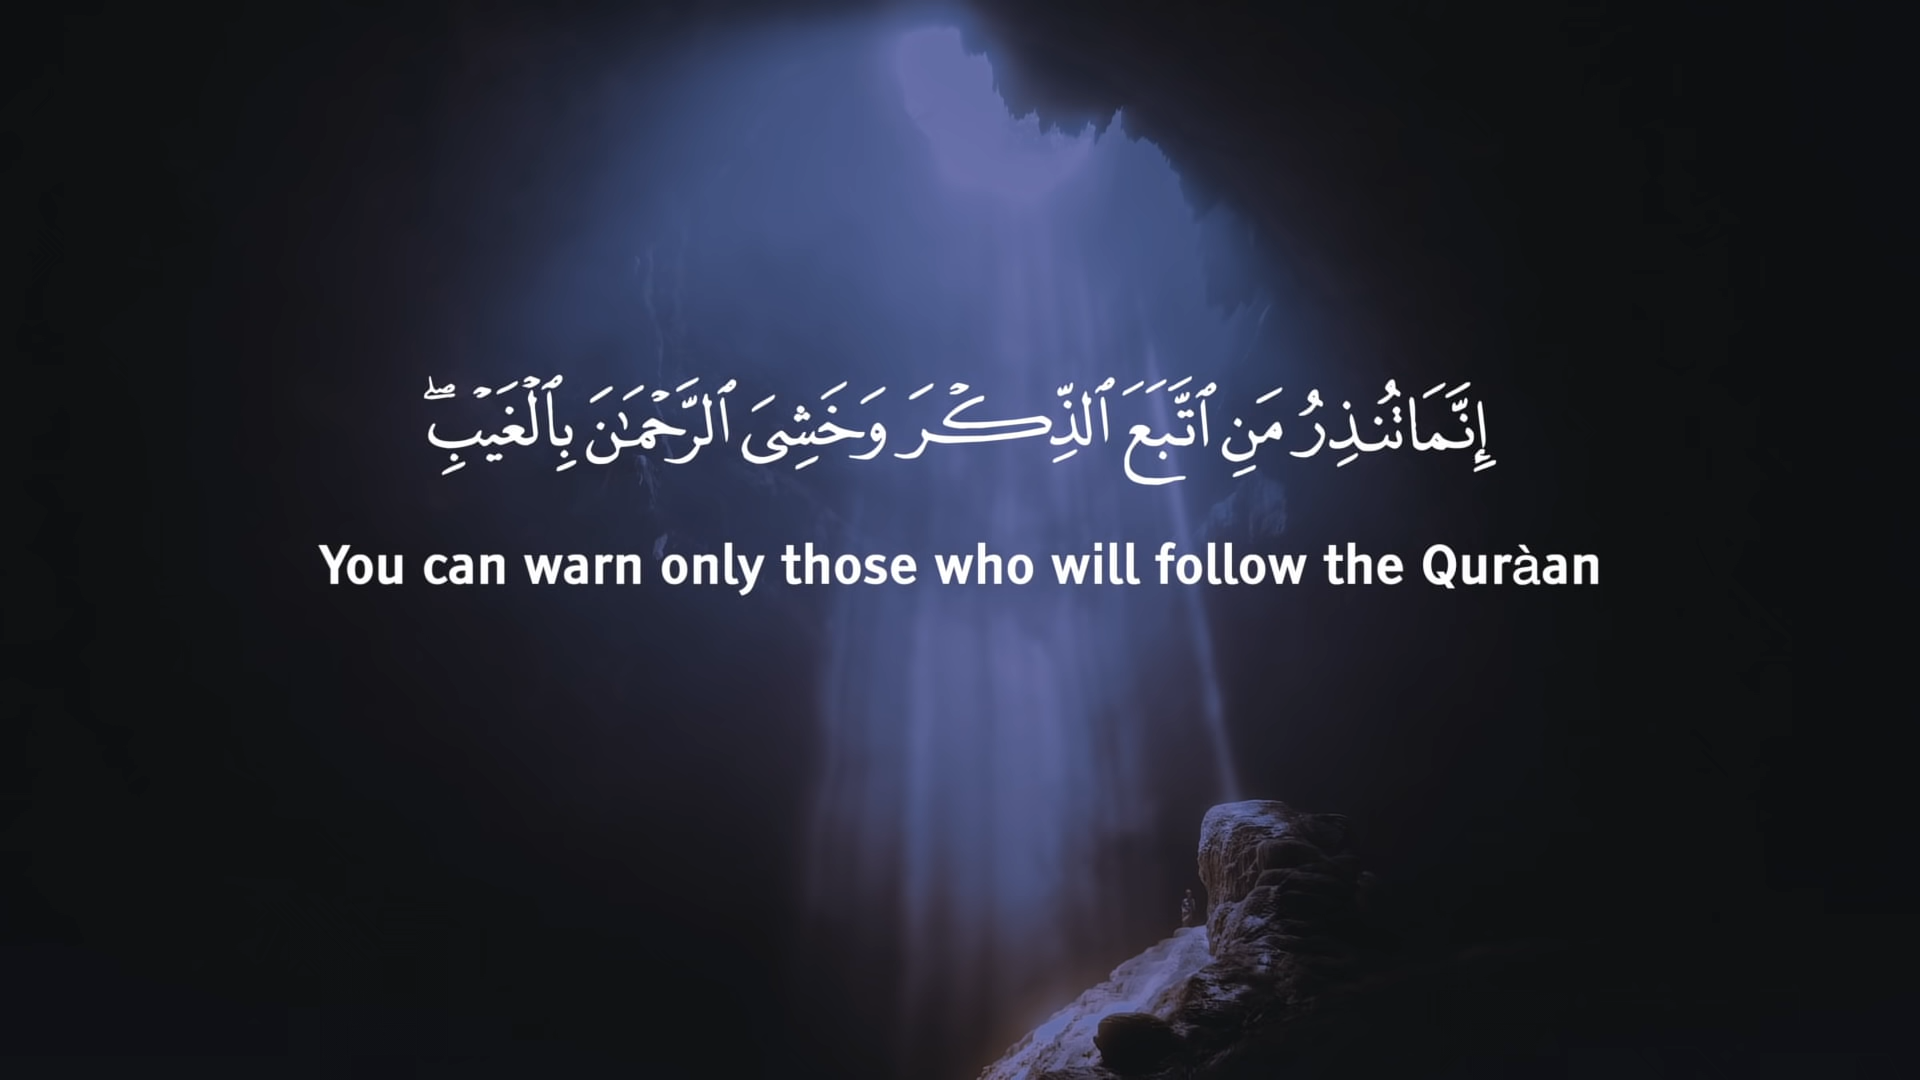 إِنَّمَا تُنذِرُ مَنِ ٱتَّبَعَ ٱلذِّكْرَ وَخَشِىَ ٱلرَّحْمَـٰنَ بِٱلْغَيْبِ ۖ
You can warn only those who will follow the Quràan